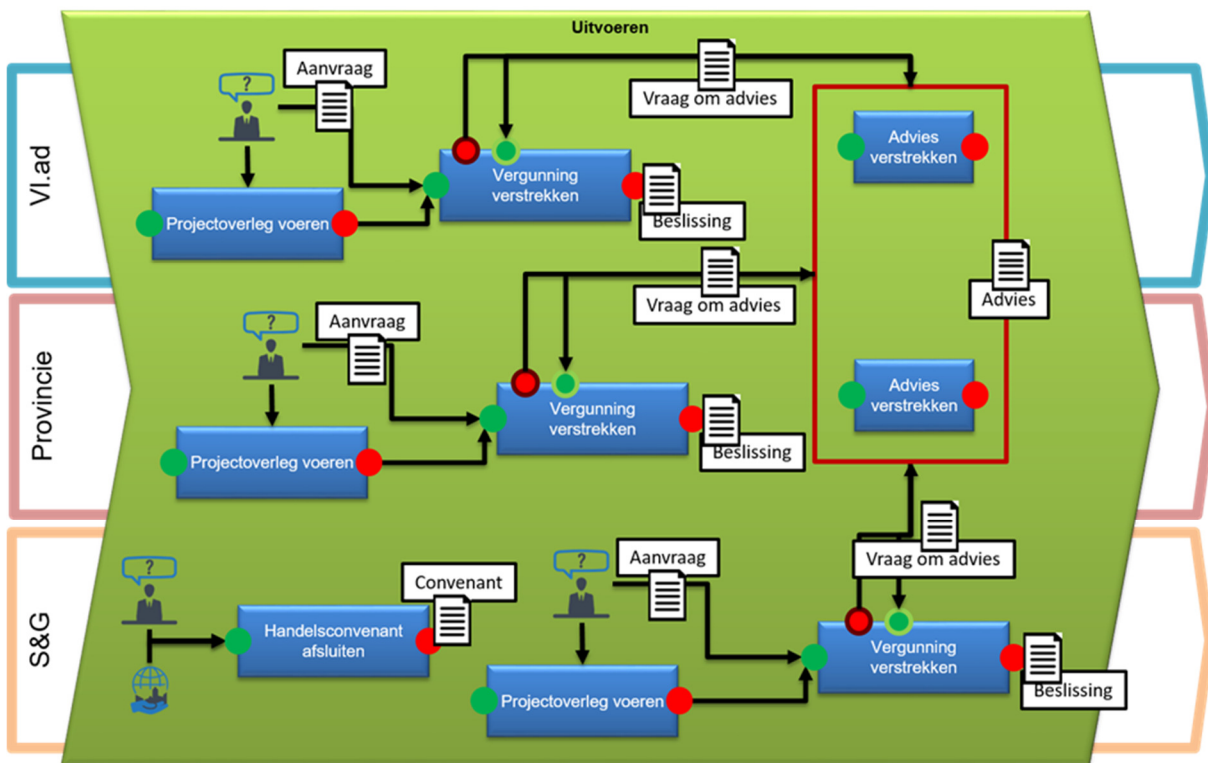 Uitvoeren
Vl.ad
?
Aanvraag
Vraag om advies
Projectoverleg voeren
Vergunning
verstrekken
Beslissing
Advies
verstrekken
Advies
Provincie
?
Aanvraag
Vraag om advies
Projectoverleg voeren
Vergunning
verstrekken
Beslissing
Advies
verstrekken
S&G
?
Handelsconvenant
afsluiten
Convenant
?
Aanvraag
Vraag om advies
Projectoverleg voeren
Vergunning
verstrekken
Beslissing